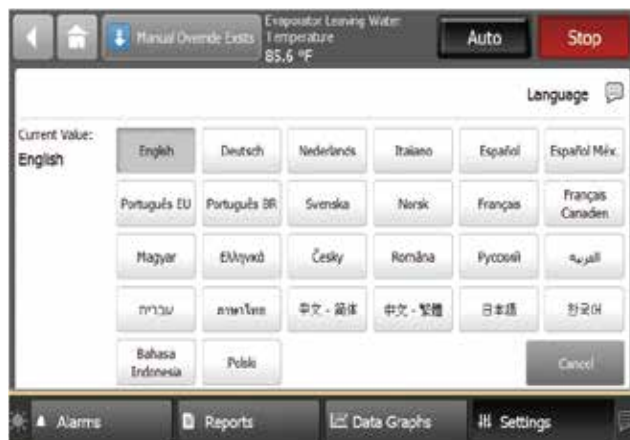 Manual Override Exists
Evaporator Leaving Water
Temperature
85.6 °F
Auto
Stop
Language
Current Value:
English
English
Deutsch
Nederlands
Italiano
Español
Español Méx.
Português EU
Português BR
Svenska
Norsk
Français
Français
Canadien
Magyar
Ελληνικά
Česky
Româna
Русский
العربية
עברית
ภาษาไทย
中文 - 简体
中文 - 繁體
日本語
한국어
Bahasa
Indonesia
Polski
Cancel
Alarms
Reports
Data Graphs
Settings